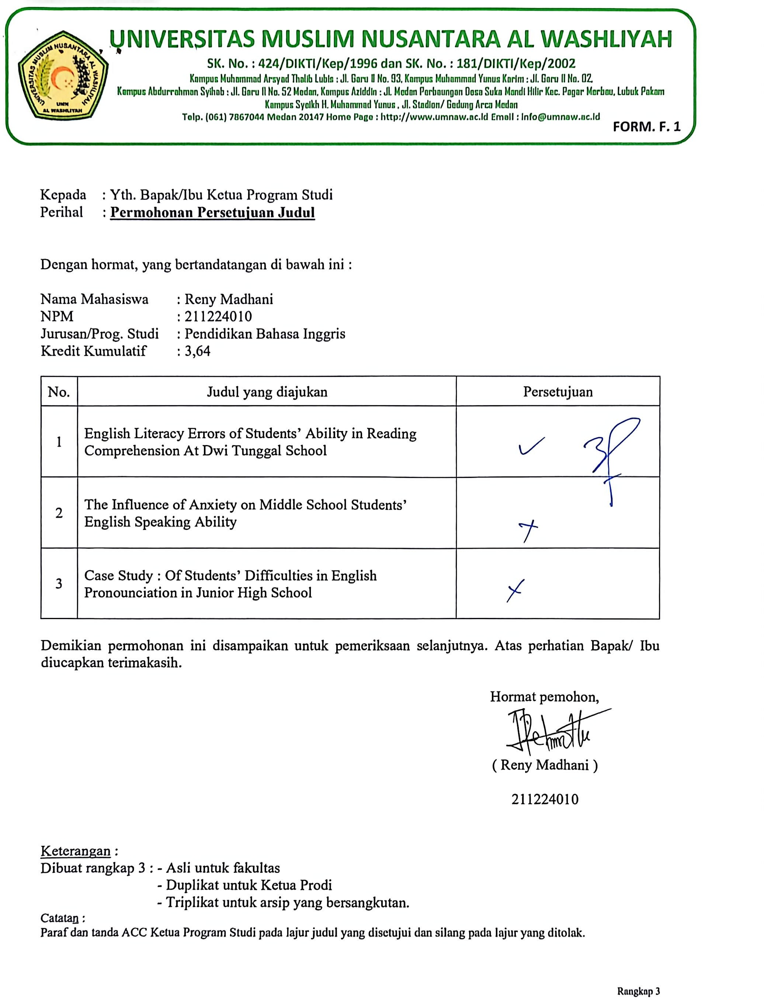 UNIVERSITAS MUSLIM NUSANTARA AL WASHLIYAH
UMN
AL WASHLIYAH
UNIVERSITAS MUSLIM NUSANTARA AL WASHLIYAH
SK. No. : 424/DIKTI/Kep/1996 dan SK. No. : 181/DIKTI/Kep/2002
Kampus Muhammad Arsyad Thalib Lubis : Jl. Garu II No. 93, Kampus Muhammad Yunus Karim : Jl. Garu II No. 02,
Kampus Abdurrahman Syihab : Jl. Garu II No. 52 Medan, Kampus Aziddin : Jl. Medan Perbaungan Desa Suka Mandi Hilir Kec. Pagar Merbau, Lubuk Pakam
Kampus Syeikh H. Muhammad Yunus , Jl. Stadion/ Gedung Arca Medan
Telp. (061) 7867044 Medan 20147 Home Page : http://www.umnaw.ac.id Email : info@umnaw.ac.id
FORM. F. 1
Kepada : Yth. Bapak/Ibu Ketua Program Studi
Perihal : Permohonan Persetujuan Judul
Dengan hormat, yang bertandatangan di bawah ini :
Nama Mahasiswa : Reny Madhani
NPM : 211224010
Jurusan/Prog. Studi : Pendidikan Bahasa Inggris
Kredit Kumulatif : 3,64
No. Judul yang diajukan Persetujuan
1 English Literacy Errors of Students’ Ability in Reading
Comprehension At Dwi Tunggal School
2 The Influence of Anxiety on Middle School Students’
English Speaking Ability
3 Case Study : Of Students’ Difficulties in English
Pronounciation in Junior High School
Demikian permohonan ini disampaikan untuk pemeriksaan selanjutnya. Atas perhatian Bapak/ Ibu
diucapkan terimakasih.
Hormat pemohon,
( Reny Madhani )
211224010
Keterangan :
Dibuat rangkap 3 : - Asli untuk fakultas
- Duplikat untuk Ketua Prodi
- Triplikat untuk arsip yang bersangkutan.
Catatan :
Paraf dan tanda ACC Ketua Program Studi pada lajur judul yang disetujui dan silang pada lajur yang ditolak.
Rangkap 3